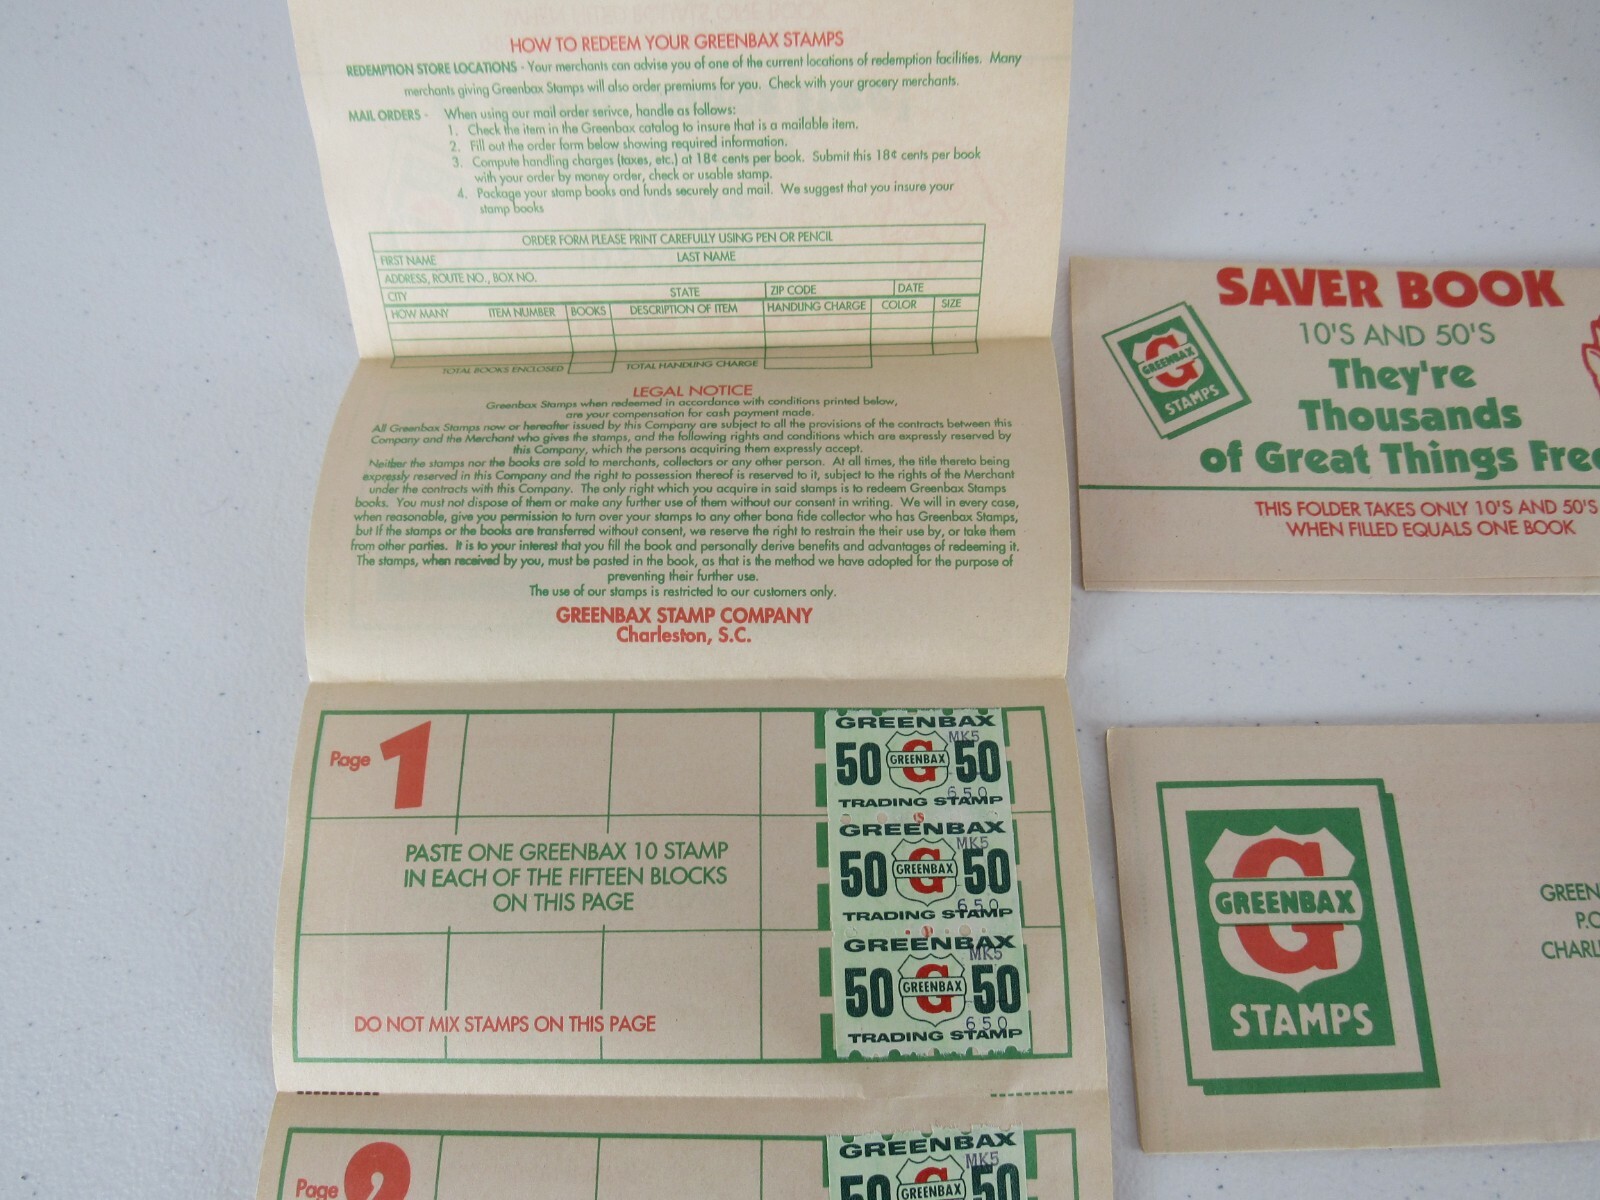 HOW TO REDEEM YOUR GREENBAX STAMPS
REDEMPTION STORE LOCATIONS - Your merchants can advise you of one of the current locations of redemption facilities. Many
merchants giving Greenbax Stamps will also order premiums for you. Check with your grocery merchants.
MAIL ORDERS - When using our mail order serivce, handle as follows:
1. Check the item in the Greenbax catalog to insure that is a mailable item.
2. Fill out the order form below showing required information.
3. Compute handling charges (taxes, etc.) at 18¢ cents per book. Submit this 18¢ cents per book
with your order by money order, check or usable stamp.
4. Package your stamp books and funds securely and mail. We suggest that you insure your
stamp books
ORDER FORM PLEASE PRINT CAREFULLY USING PEN OR PENCIL
FIRST NAME LAST NAME
ADDRESS, ROUTE NO., BOX NO.
CITY STATE ZIP CODE DATE
HOW MANY ITEM NUMBER BOOKS DESCRIPTION OF ITEM HANDLING CHARGE COLOR SIZE
TOTAL BOOKS ENCLOSED TOTAL HANDLING CHARGE
LEGAL NOTICE
Greenbax Stamps when redeemed in accordance with conditions printed below,
are your compensation for cash payment made.
All Greenbax Stamps now or hereafter issued by this Company are subject to all the provisions of the contracts between this
Company and the Merchant who gives the stamps, and the following rights and conditions which are expressly reserved by
this Company, which the persons acquiring them expressly accept.
Neither the stamps nor the books are sold to merchants, collectors or any other person. At all times, the title thereto being
expressly reserved in this Company and the right to possession thereof is reserved to it, subject to the rights of the Merchant
under the contracts with this Company. The only right which you acquire in said stamps is to redeem Greenbax Stamps
books. You must not dispose of them or make any further use of them without our consent in writing. We will in every case,
when reasonable, give you permission to turn over your stamps to any other bona fide collector who has Greenbax Stamps,
but if the stamps or the books are transferred without consent, we reserve the right to restrain the their use by, or take them
from other parties. It is to your interest that you fill the book and personally derive benefits and advantages of redeeming it.
The stamps, when received by you, must be pasted in the book, as that is the method we have adopted for the purpose of
preventing their further use.
The use of our stamps is restricted to our customers only.
GREENBAX STAMP COMPANY
Charleston, S.C.
Page 1
PASTE ONE GREENBAX 10 STAMP
IN EACH OF THE FIFTEEN BLOCKS
ON THIS PAGE
DO NOT MIX STAMPS ON THIS PAGE
GREENBAX
MK5
50 G GREENBAX 50
650
TRADING STAMP
GREENBAX
MK5
50 G GREENBAX 50
650
TRADING STAMP
GREENBAX
MK5
50 G GREENBAX 50
650
TRADING STAMP
Page 2
GREENBAX
MK5
50 G GREENBAX 50
SAVER BOOK
10'S AND 50'S
They're
Thousands
of Great Things Free
THIS FOLDER TAKES ONLY 10'S AND 50'S
WHEN FILLED EQUALS ONE BOOK
G
GREENBAX
STAMPS
G
GREENBAX
STAMPS
GREEN
P.O
CHARL